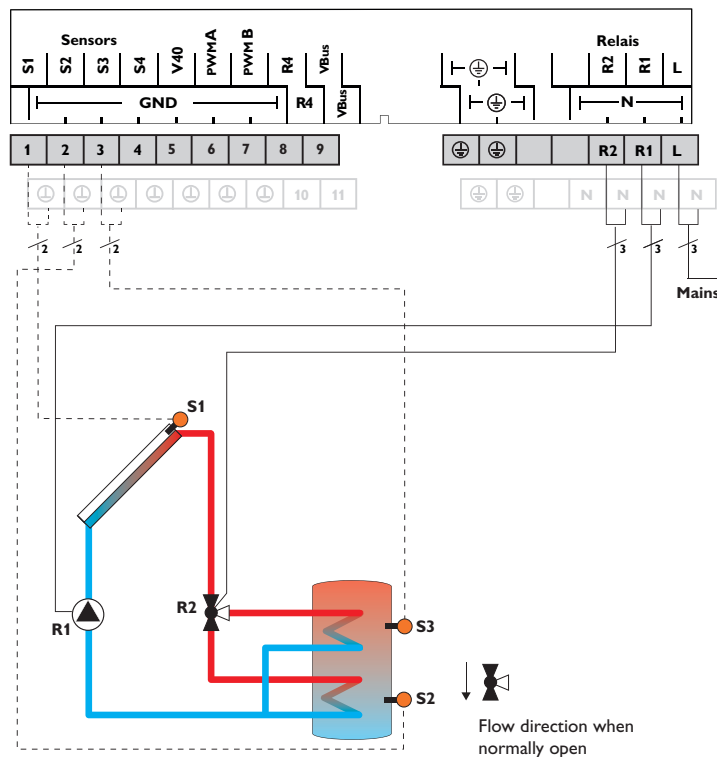 Sensors
Relais
S1 S2 S3 S4 V40 PWMA PWMB R4 VBus
R2 R1 L
GND R4 VBus
N
1 2 3 4 5 6 7 8 9
R2 R1 L
10 11
N N N N
2 2 2
3 3 3
Mains
S1
R2
R1
S3
S2
Flow direction when
normally open